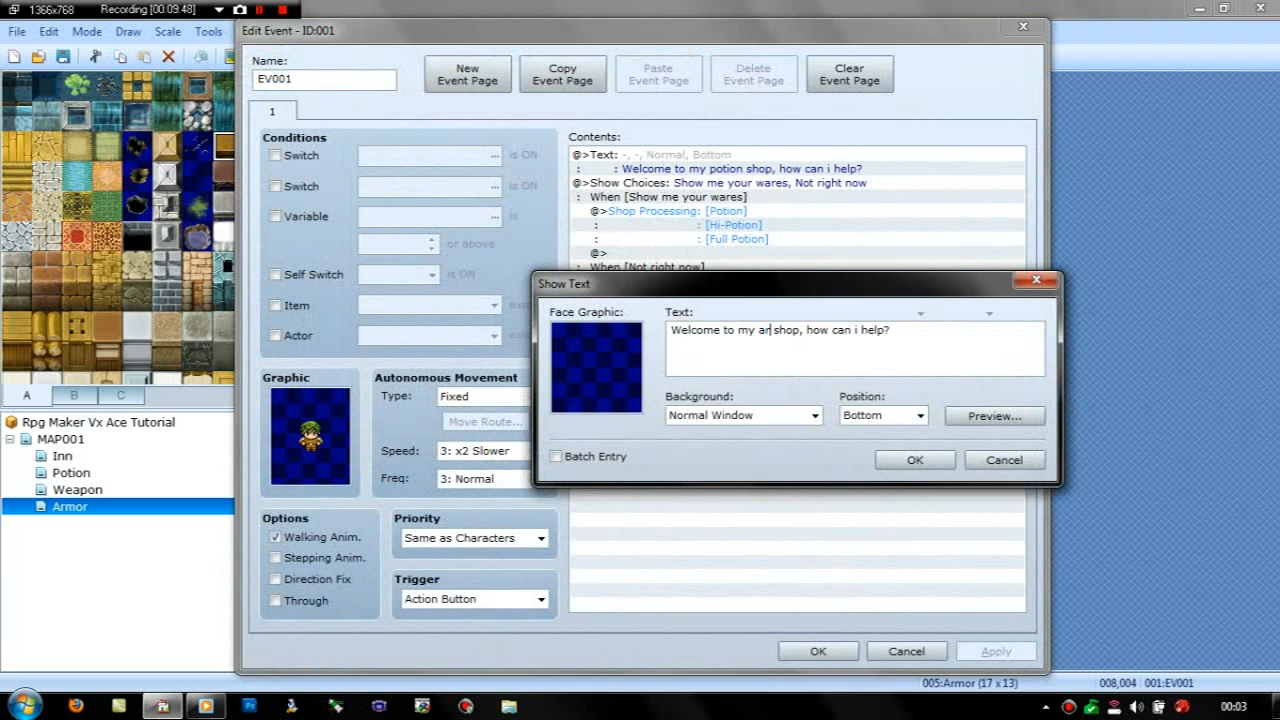 1366x768 Recording [00:09:48]
File Edit Mode Draw Scale Tools
Edit Event - ID:001
Name:
EV001
New Event Page
Copy Event Page
Paste Event Page
Delete Event Page
Clear Event Page
1
Conditions
Switch is ON
Switch is ON
Variable is
or above
Self Switch is ON
Item
Actor
Graphic
Autonomous Movement
Type: Fixed
Move Route...
Speed: 3: x2 Slower
Freq: 3: Normal
Options
Walking Anim.
Stepping Anim.
Direction Fix
Through
Priority
Same as Characters
Trigger
Action Button
Contents:
@>Text: -, -, Normal, Bottom
: : Welcome to my potion shop, how can i help?
@>Show Choices: Show me your wares, Not right now
: When [Show me your wares]
@>Shop Processing: [Potion]
: : [Hi-Potion]
: : [Full Potion]
@>
: When [Not right now]
Show Text
Face Graphic:
Text:
Welcome to my ar shop, how can i help?
Background:
Normal Window
Position:
Bottom
Preview...
Batch Entry
OK
Cancel
OK
Cancel
Apply
A B C
Rpg Maker Vx Ace Tutorial
MAP001
Inn
Potion
Weapon
Armor
005:Armor (17 x 13) 008,004 001:EV001
00:03